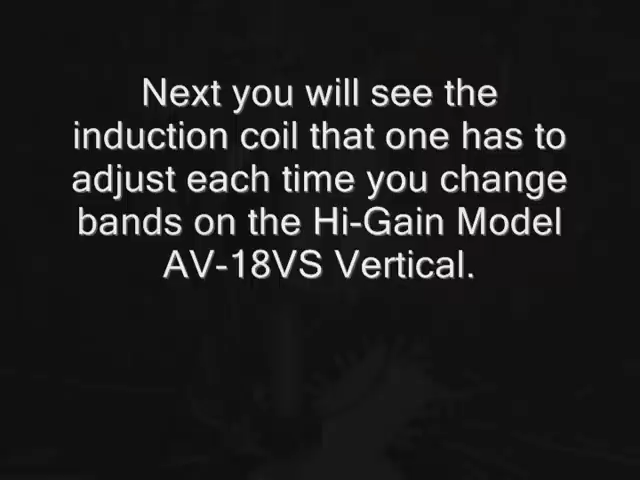 Next you will see the
induction coil that one has to
adjust each time you change
bands on the Hi-Gain Model
AV-18VS Vertical.